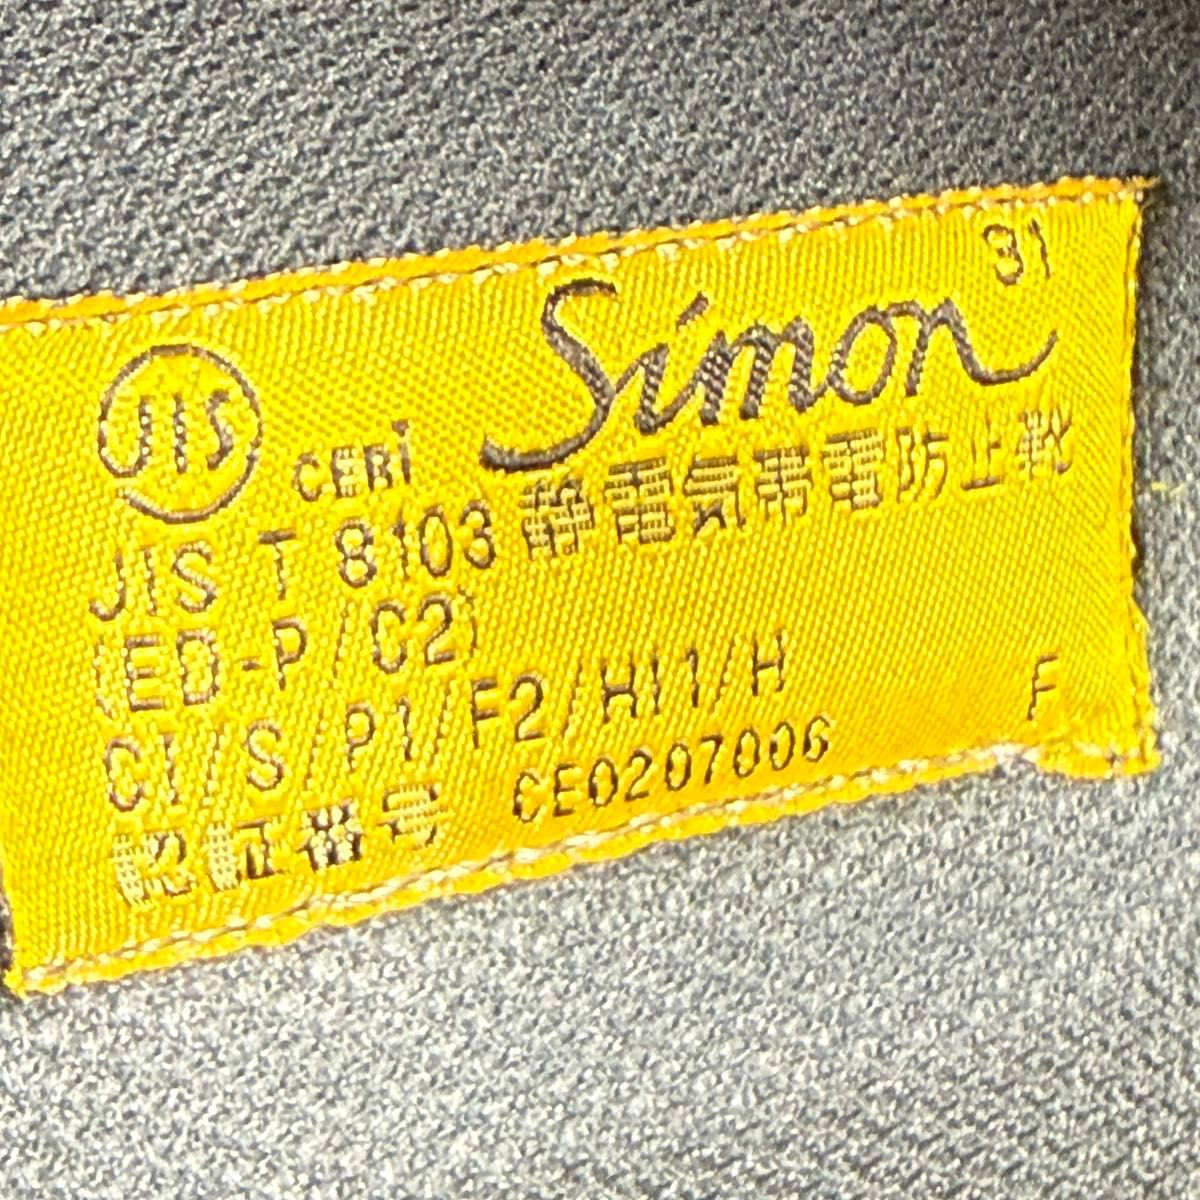 31
Simon
JIS CERI
JIS T 8103 静電気帯電防止靴
(ED-P/C2)
CI/S/P1/F2/HI1/H F
認証番号 CE0207006